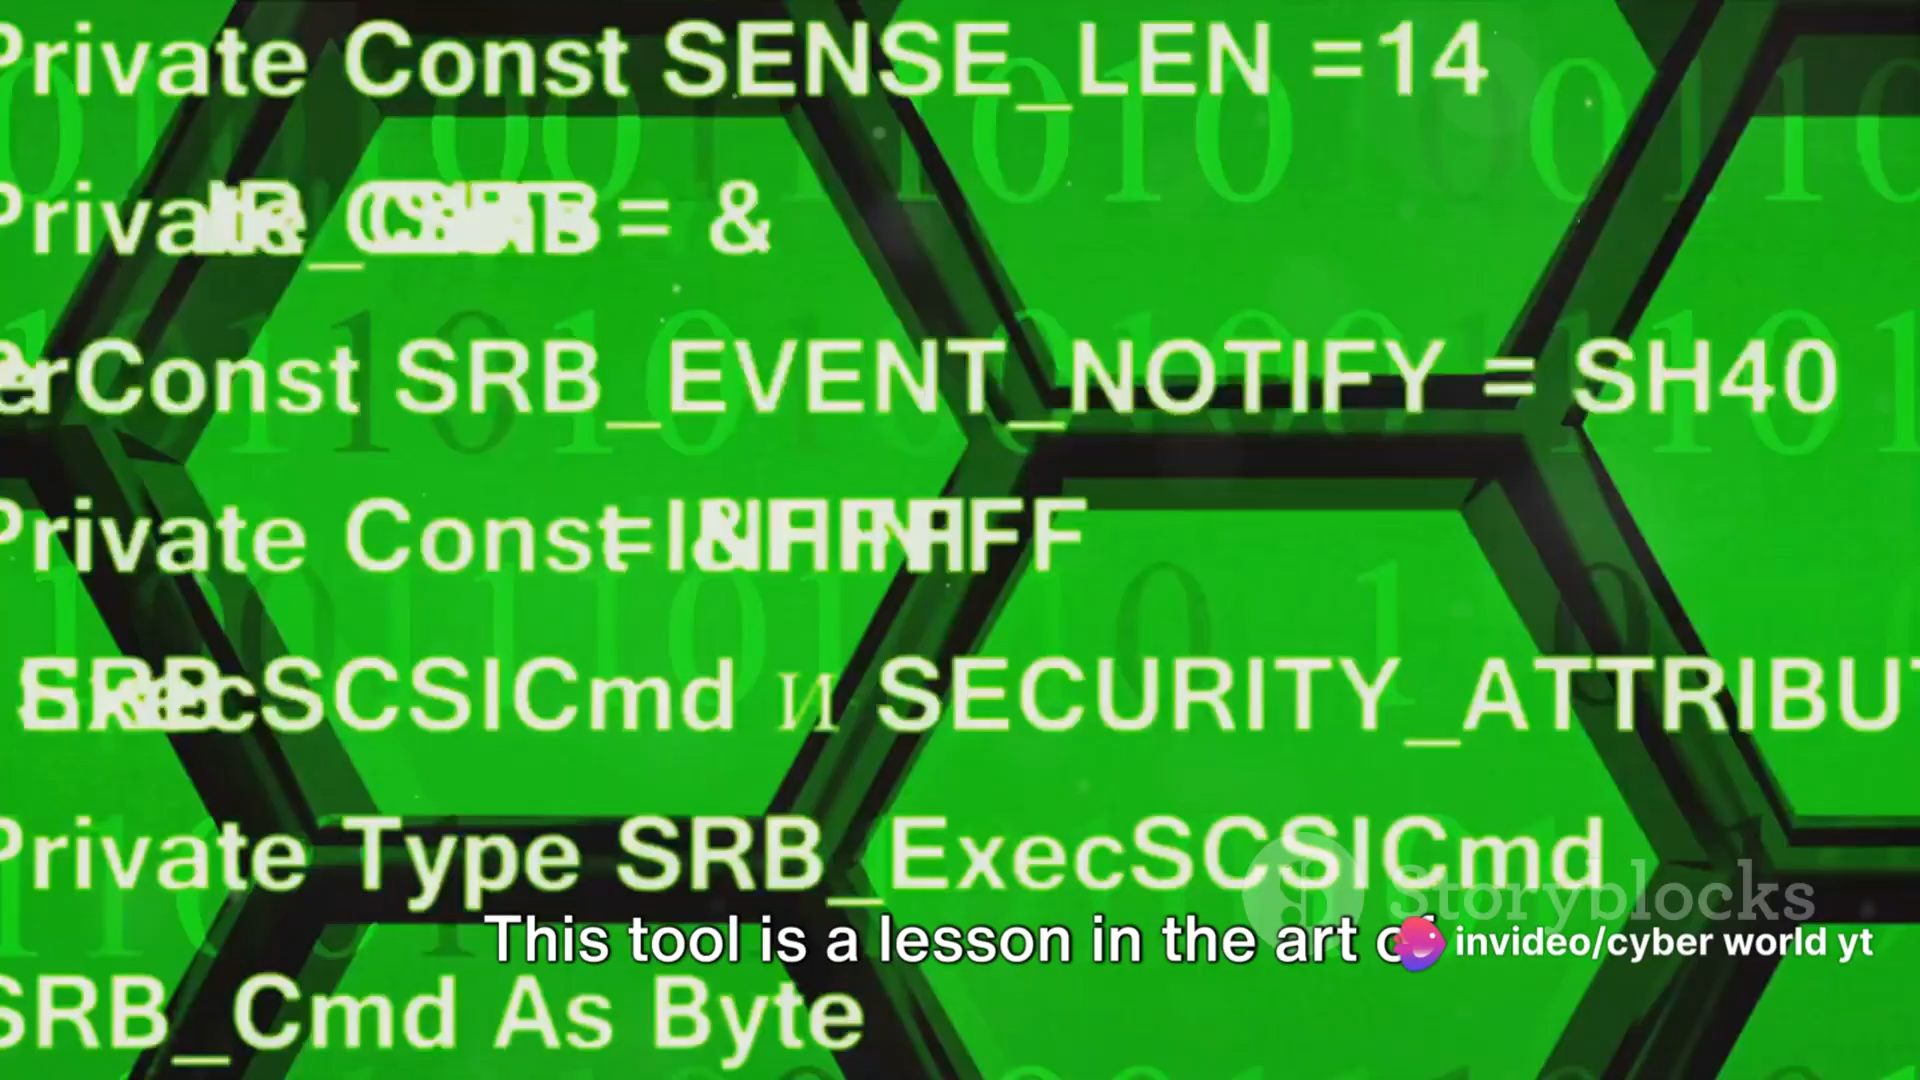 Private Const SENSE_LEN =14
= &
Const SRB_EVENT_NOTIFY = SH40
Private Const
SCSICmd И SECURITY_ATTRIBUT
Private Type SRB_ExecSCSICmd
Storyblocks
This tool is a lesson in the art of
invideo/cyber world yt
SRB_Cmd As Byte